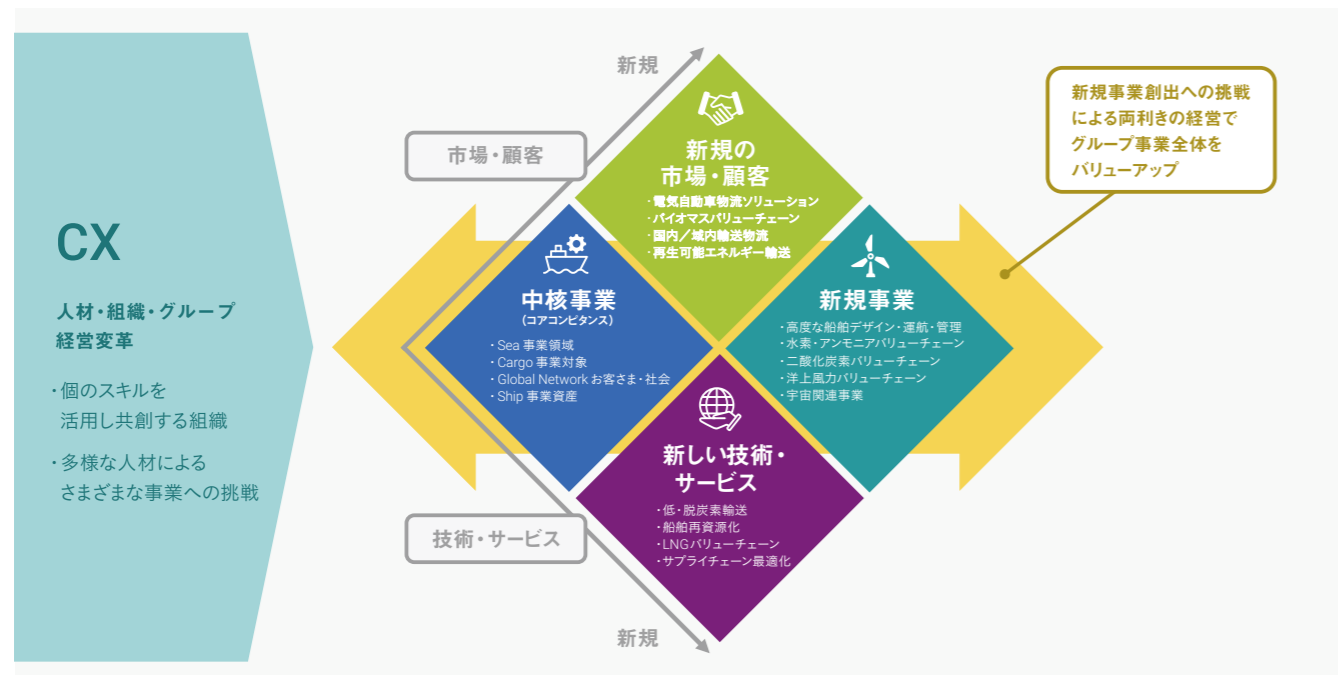 CX
人材・組織・グループ
経営変革
・個のスキルを
活用し共創する組織
・多様な人材による
さまざまな事業への挑戦
新規
市場・顧客
技術・サービス
新規
新規の
市場・顧客
・電気自動車物流ソリューション
・バイオマスバリューチェーン
・国内／域内輸送物流
・再生可能エネルギー輸送
中核事業
(コアコンピタンス)
・Sea 事業領域
・Cargo 事業対象
・Global Network お客さま・社会
・Ship 事業資産
新規事業
・高度な船舶デザイン・運航・管理
・水素・アンモニアバリューチェーン
・二酸化炭素バリューチェーン
・洋上風力バリューチェーン
・宇宙関連事業
新しい技術・
サービス
・低・脱炭素輸送
・船舶再資源化
・LNGバリューチェーン
・サプライチェーン最適化
新規事業創出への挑戦
による両利きの経営で
グループ事業全体を
バリューアップ